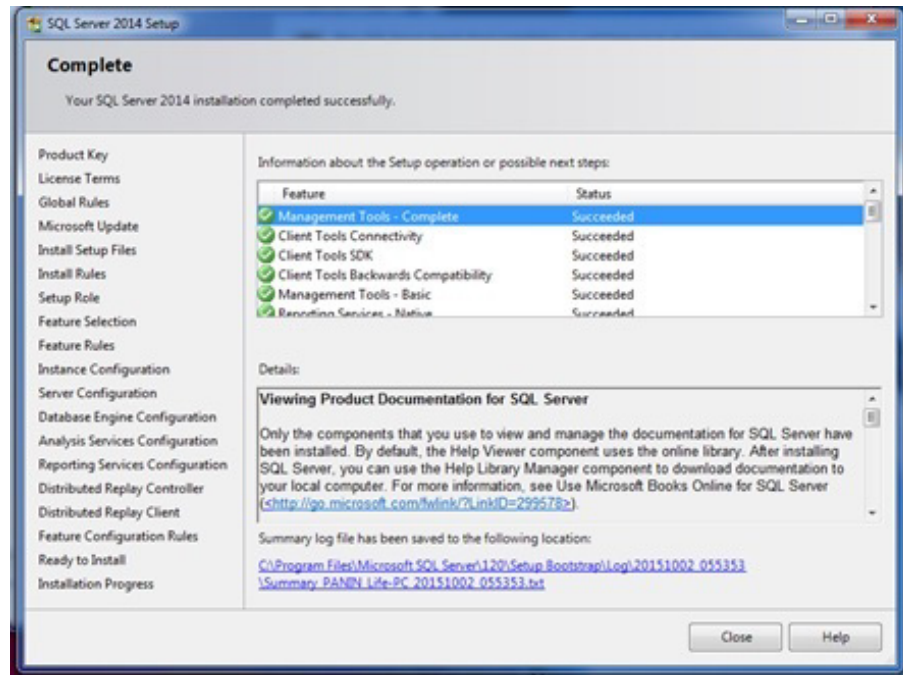 SQL Server 2014 Setup
Complete
Your SQL Server 2014 installation completed successfully.
Product Key
License Terms
Global Rules
Microsoft Update
Install Setup Files
Install Rules
Setup Role
Feature Selection
Feature Rules
Instance Configuration
Server Configuration
Database Engine Configuration
Analysis Services Configuration
Reporting Services Configuration
Distributed Replay Controller
Distributed Replay Client
Feature Configuration Rules
Ready to Install
Installation Progress
Information about the Setup operation or possible next steps:
Feature Status
Management Tools - Complete Succeeded
Client Tools Connectivity Succeeded
Client Tools SDK Succeeded
Client Tools Backwards Compatibility Succeeded
Management Tools - Basic Succeeded
Reporting Services - Native Succeeded
Details:
Viewing Product Documentation for SQL Server
Only the components that you use to view and manage the documentation for SQL Server have
been installed. By default, the Help Viewer component uses the online library. After installing
SQL Server, you can use the Help Library Manager component to download documentation to
your local computer. For more information, see Use Microsoft Books Online for SQL Server
(<http://go.microsoft.com/fwlink/?LinkID=299578>).
Summary log file has been saved to the following location:
C:\Program Files\Microsoft SQL Server\120\Setup Bootstrap\Log\20151002_055353
\Summary_PANIN_Life-PC_20151002_055353.txt
Close Help